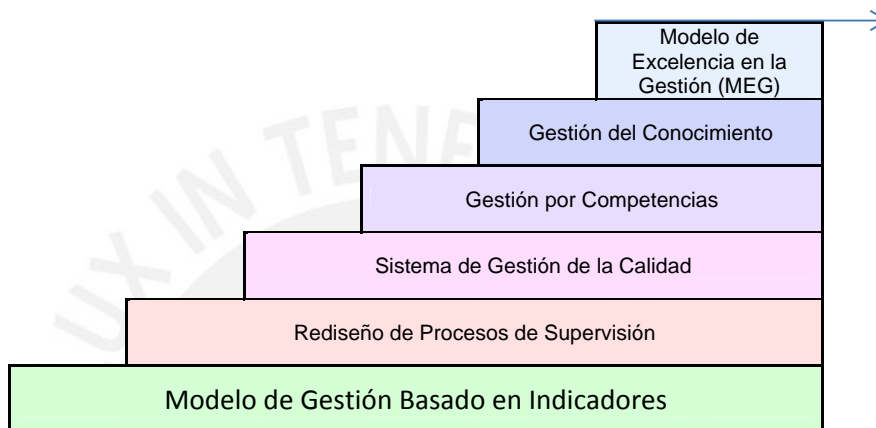 Modelo de
Excelencia en la
Gestión (MEG)
Gestión del Conocimiento
Gestión por Competencias
Sistema de Gestión de la Calidad
Rediseño de Procesos de Supervisión
Modelo de Gestión Basado en Indicadores